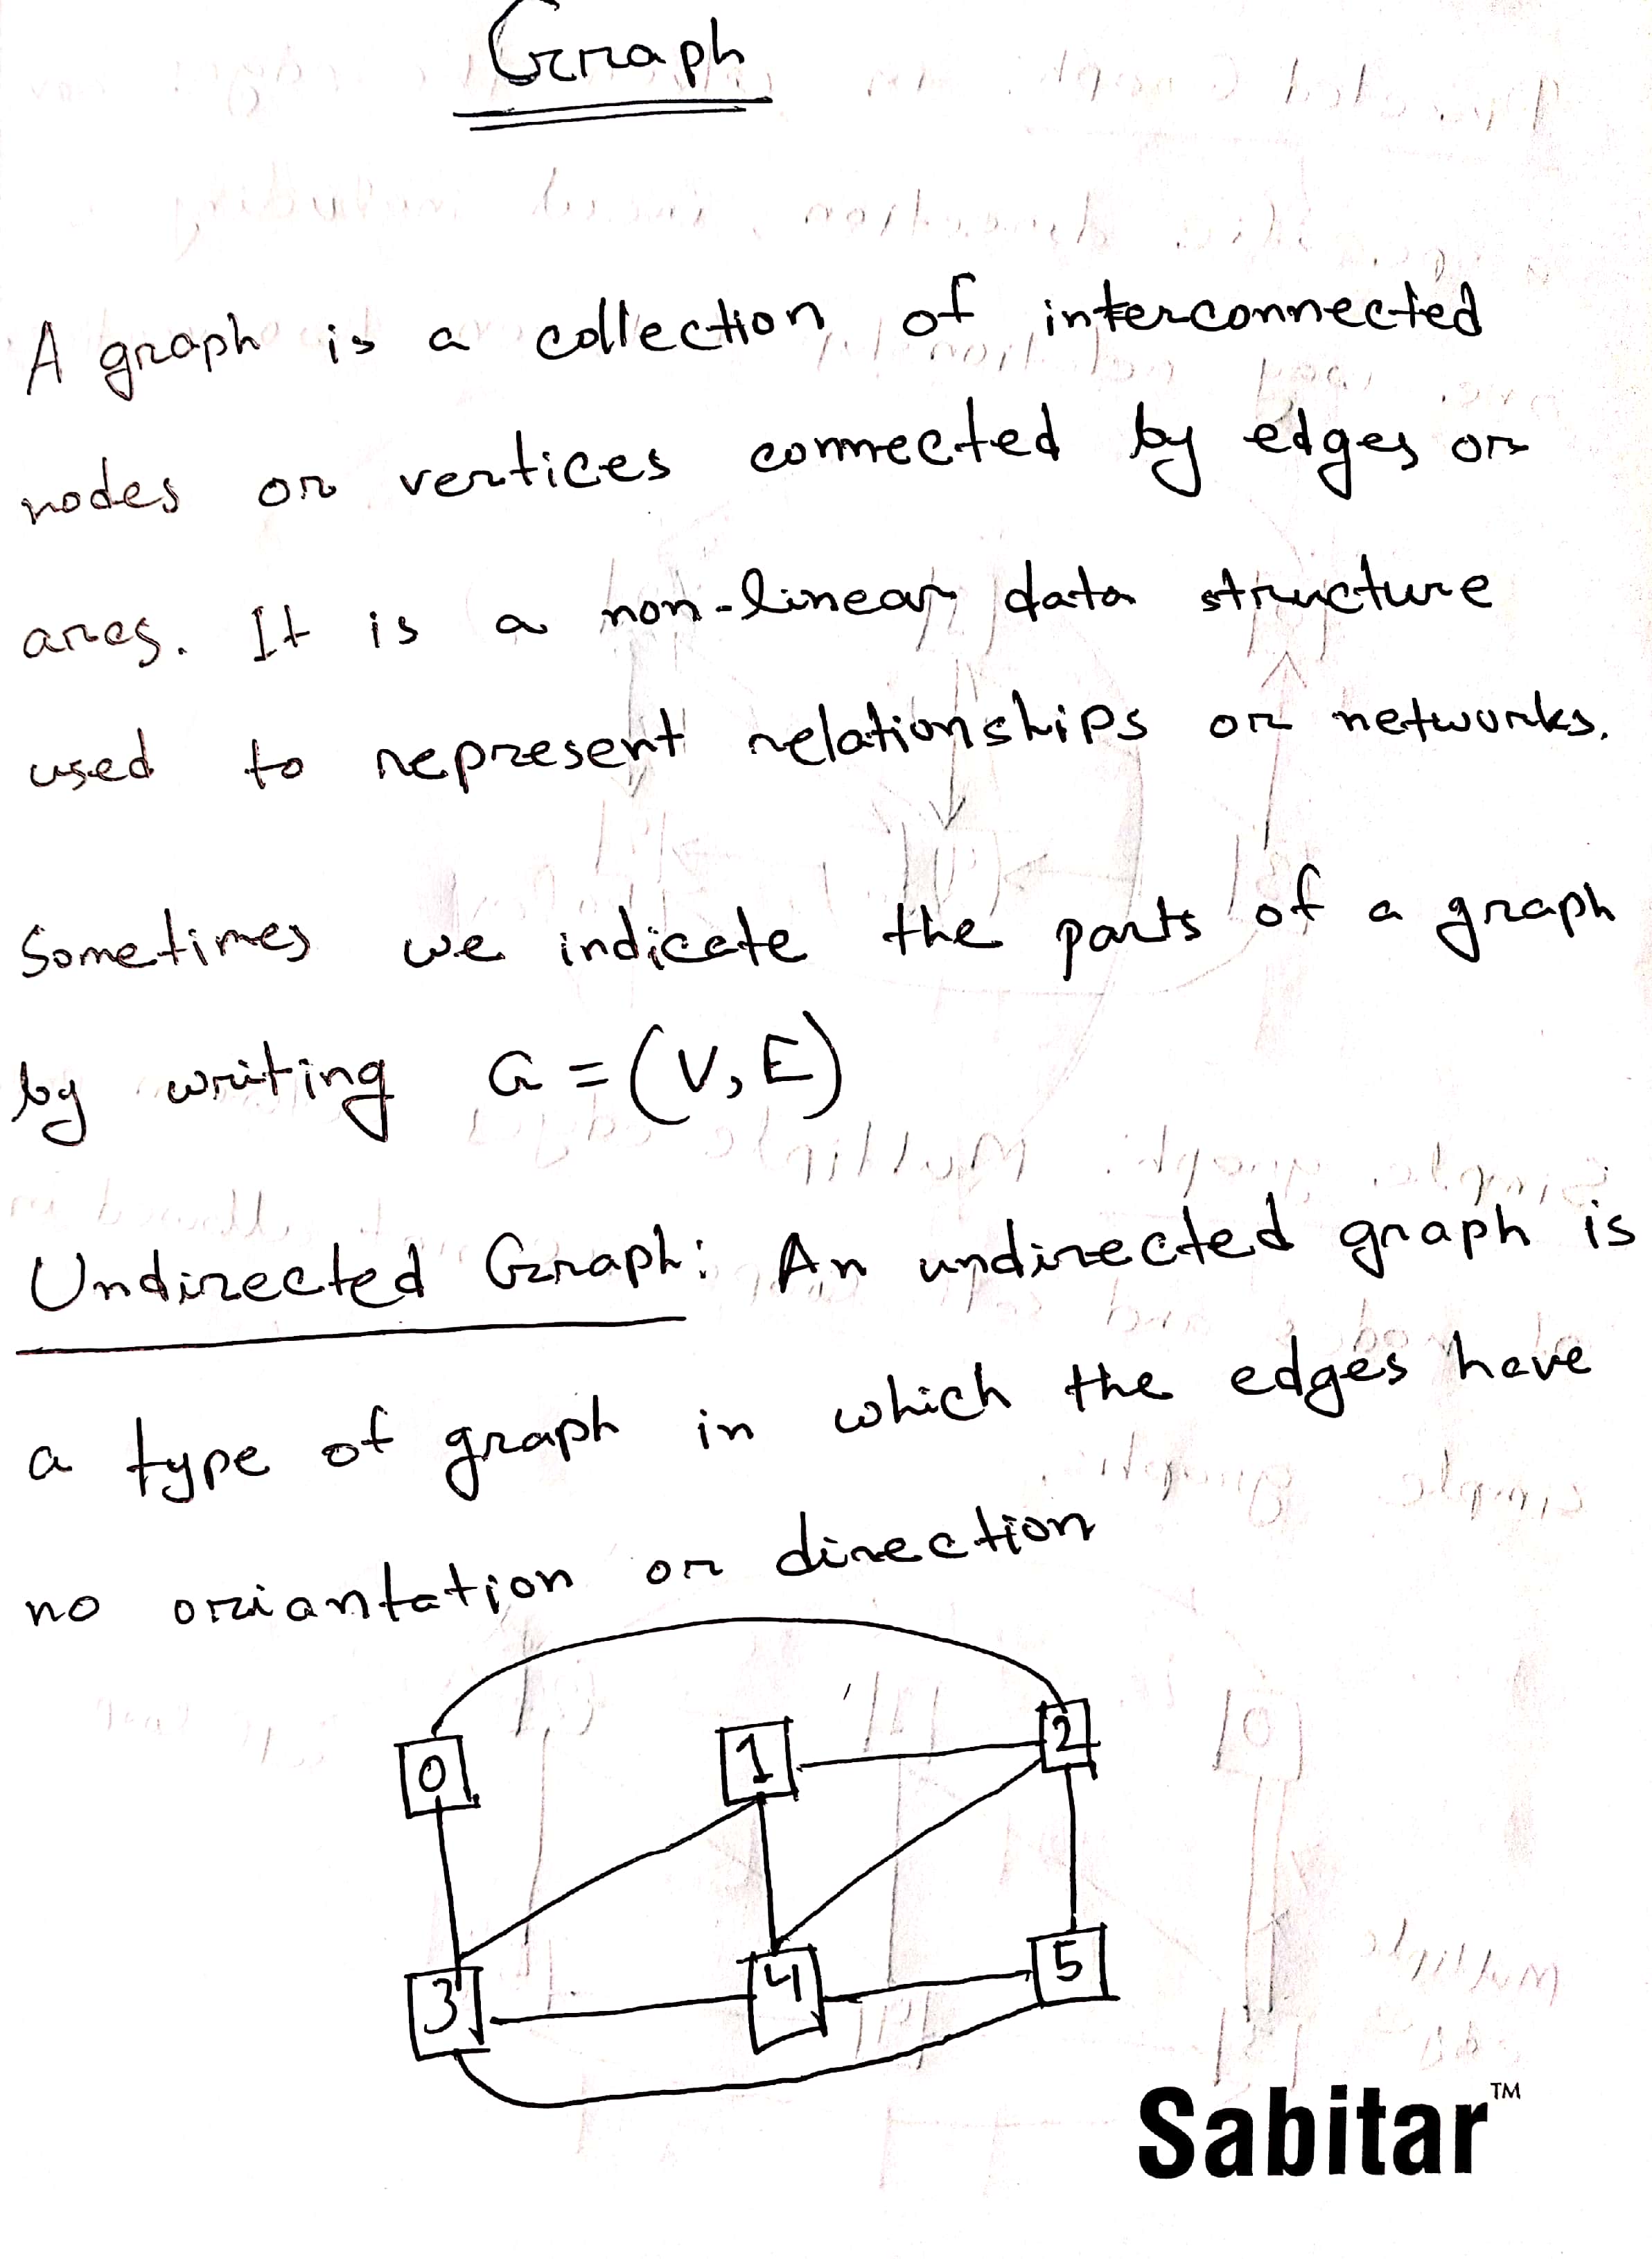 Graph
A graph is a collection of interconnected
nodes or vertices connected by edges or
arcs. It is a non-linear data structure
used to represent relationships or networks.
Sometimes we indicate the parts of a graph
by writing G = (V, E)
Undirected Graph: An undirected graph is
a type of graph in which the edges have
no oriantation or direction
0 1 2
3 4 5
Sabitar™